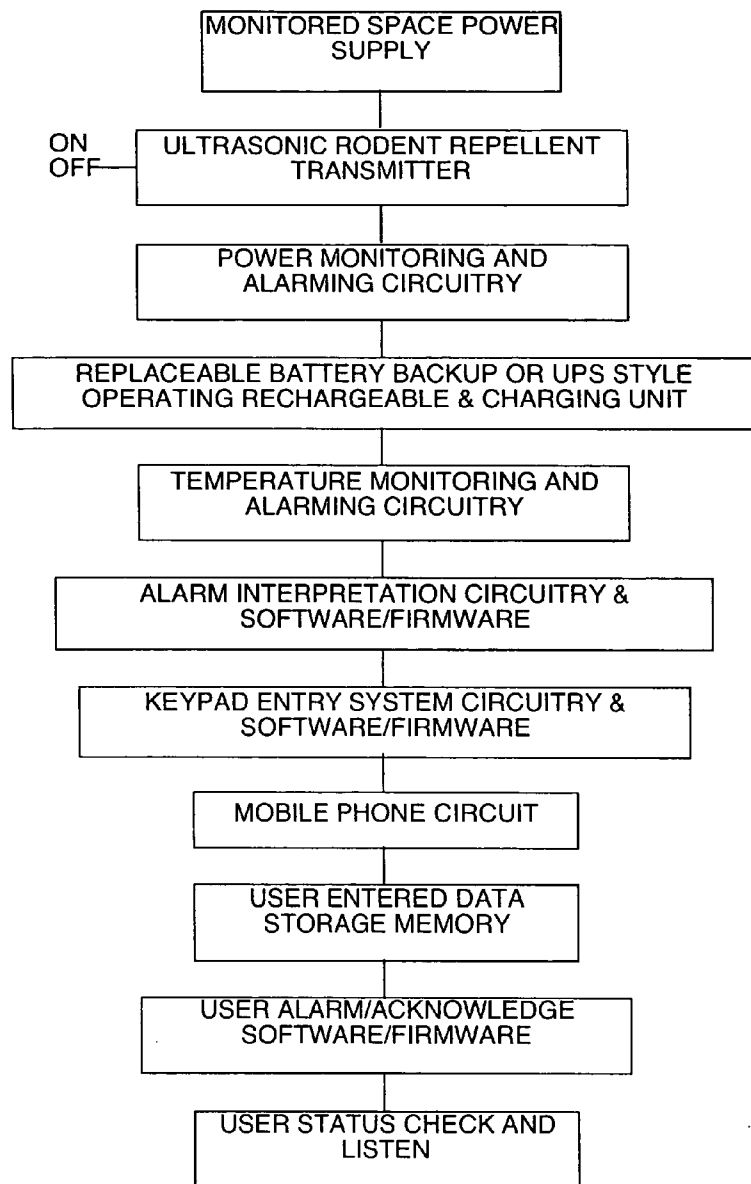 MONITORED SPACE POWER
SUPPLY
ON
OFF
ULTRASONIC RODENT REPELLENT
TRANSMITTER
POWER MONITORING AND
ALARMING CIRCUITRY
REPLACEABLE BATTERY BACKUP OR UPS STYLE
OPERATING RECHARGEABLE & CHARGING UNIT
TEMPERATURE MONITORING AND
ALARMING CIRCUITRY
ALARM INTERPRETATION CIRCUITRY &
SOFTWARE/FIRMWARE
KEYPAD ENTRY SYSTEM CIRCUITRY &
SOFTWARE/FIRMWARE
MOBILE PHONE CIRCUIT
USER ENTERED DATA
STORAGE MEMORY
USER ALARM/ACKNOWLEDGE
SOFTWARE/FIRMWARE
USER STATUS CHECK AND
LISTEN